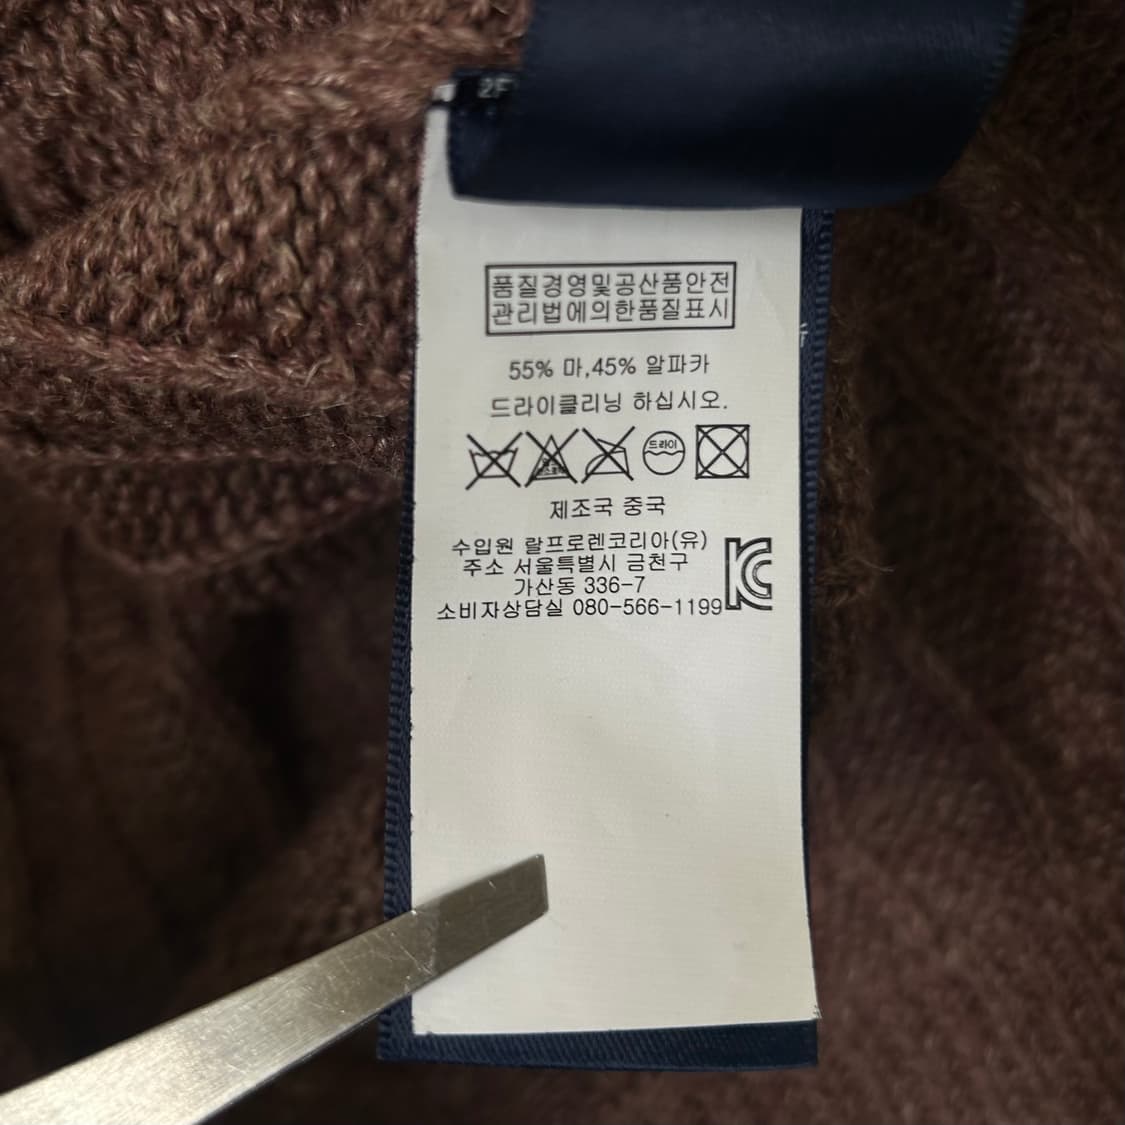 2F
품질경영및공산품안전
관리법에의한품질표시
55% 마,45% 알파카
드라이클리닝 하십시오.
드라이
제조국 중국
수입원 랄프로렌코리아(유)
주소 서울특별시 금천구
가산동 336-7
소비자상담실 080-566-1199